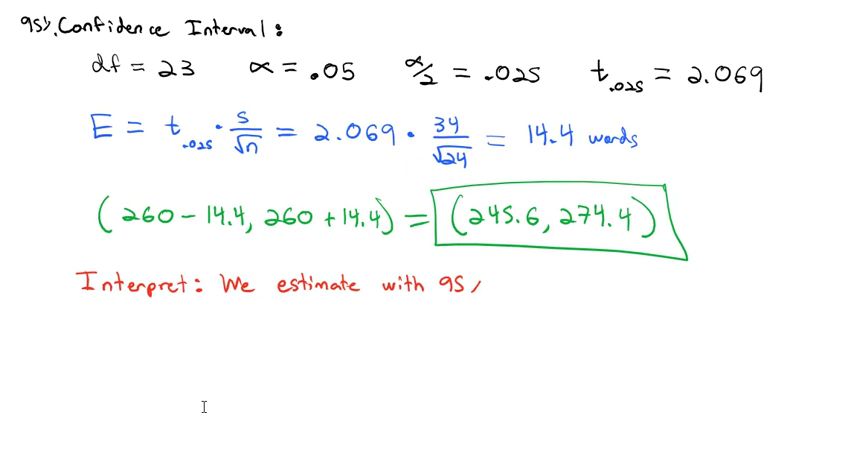 95% Confidence Interval:
df = 23 α = .05 α/2 = .025 t.025 = 2.069
E = t.025 · s/√n = 2.069 · 34/√24 = 14.4 words
(260 - 14.4, 260 + 14.4) = (245.6, 274.4)
Interpret: We estimate with 95